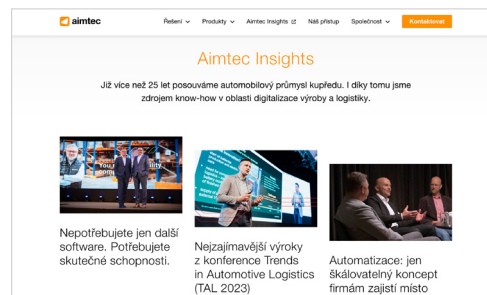 aimtec
Řešení
Produkty
Aimtec Insights
Náš přístup
Společnost
Kontaktovat
Aimtec Insights
Již více než 25 let posouváme automobilový průmysl kupředu. I díky tomu jsme
zdrojem know-how v oblasti digitalizace výroby a logistiky.
Nepotřebujete jen další
software. Potřebujete
skutečné schopnosti.
Nejzajímavější výroky
z konference Trends
in Automotive Logistics
(TAL 2023)
Automatizace: jen
škálovatelný koncept
firmám zajistí místo